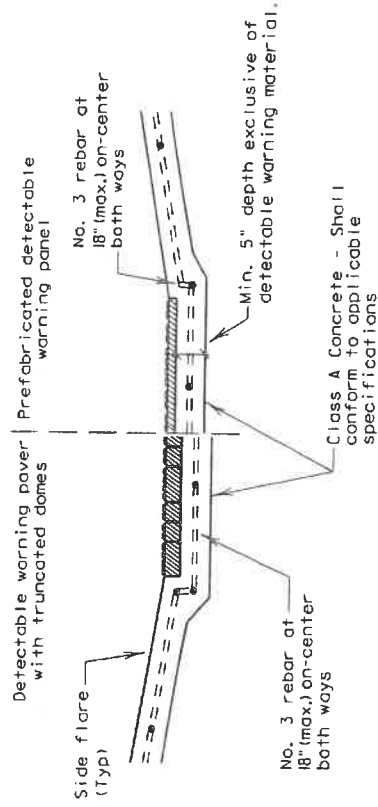 Detectable warning paver
with truncated domes
Prefabricated detectable
warning panel
Side flare
(Typ)
No. 3 rebar at
18" (max.) on-center
both ways
No. 3 rebar at
18" (max.) on-center
both ways
Min. 5" depth exclusive of
detectable warning material.
Class A Concrete - Shall
conform to applicable
specifications